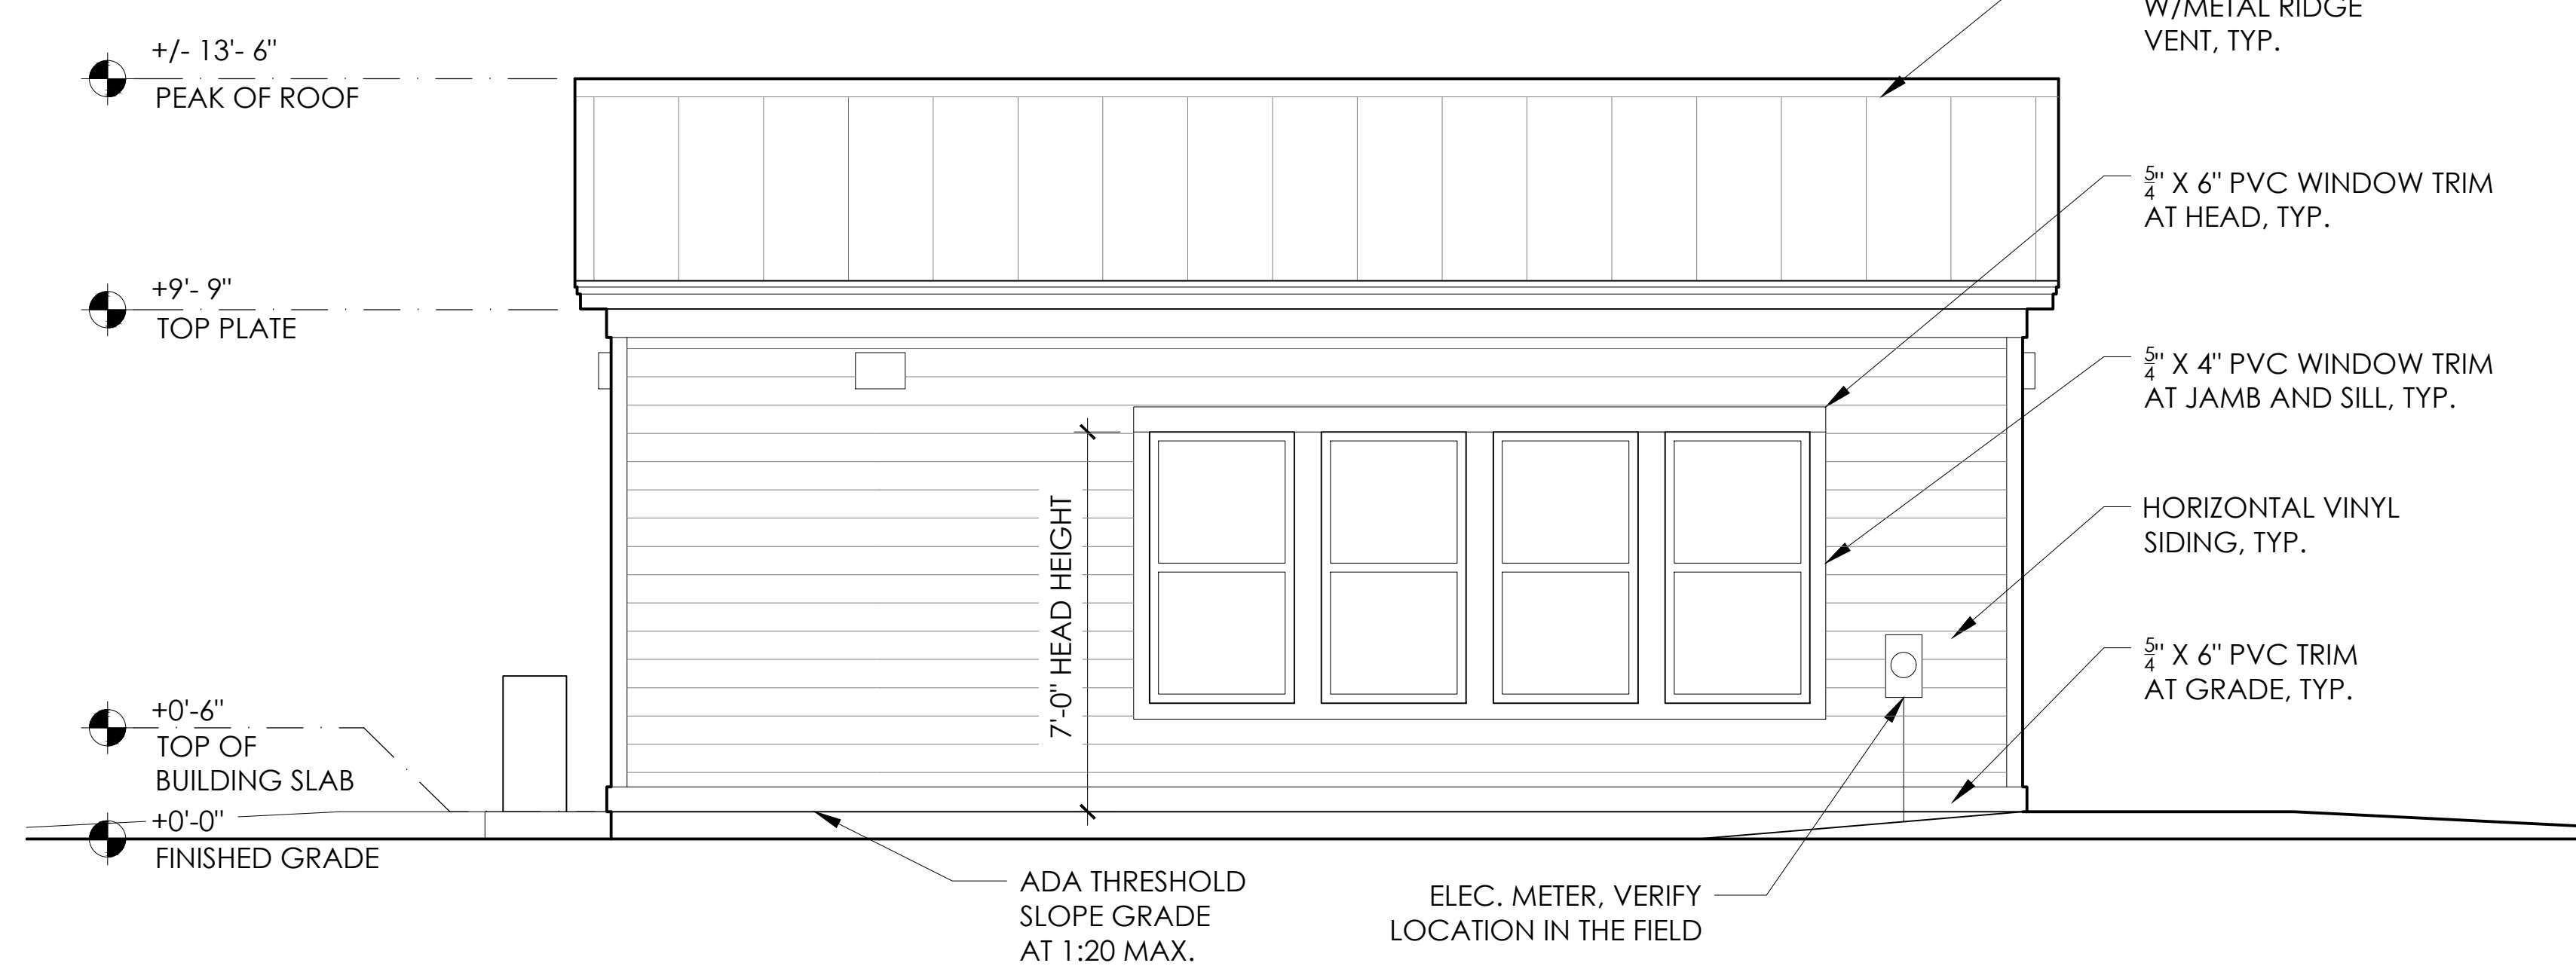 +/- 13'- 6"
PEAK OF ROOF
+9'- 9"
TOP PLATE
+0'-6"
TOP OF
BUILDING SLAB
+0'-0"
FINISHED GRADE
7'-0" HEAD HEIGHT
W/METAL RIDGE
VENT, TYP.
5/4" X 6" PVC WINDOW TRIM
AT HEAD, TYP.
5/4" X 4" PVC WINDOW TRIM
AT JAMB AND SILL, TYP.
HORIZONTAL VINYL
SIDING, TYP.
5/4" X 6" PVC TRIM
AT GRADE, TYP.
ADA THRESHOLD
SLOPE GRADE
AT 1:20 MAX.
ELEC. METER, VERIFY
LOCATION IN THE FIELD